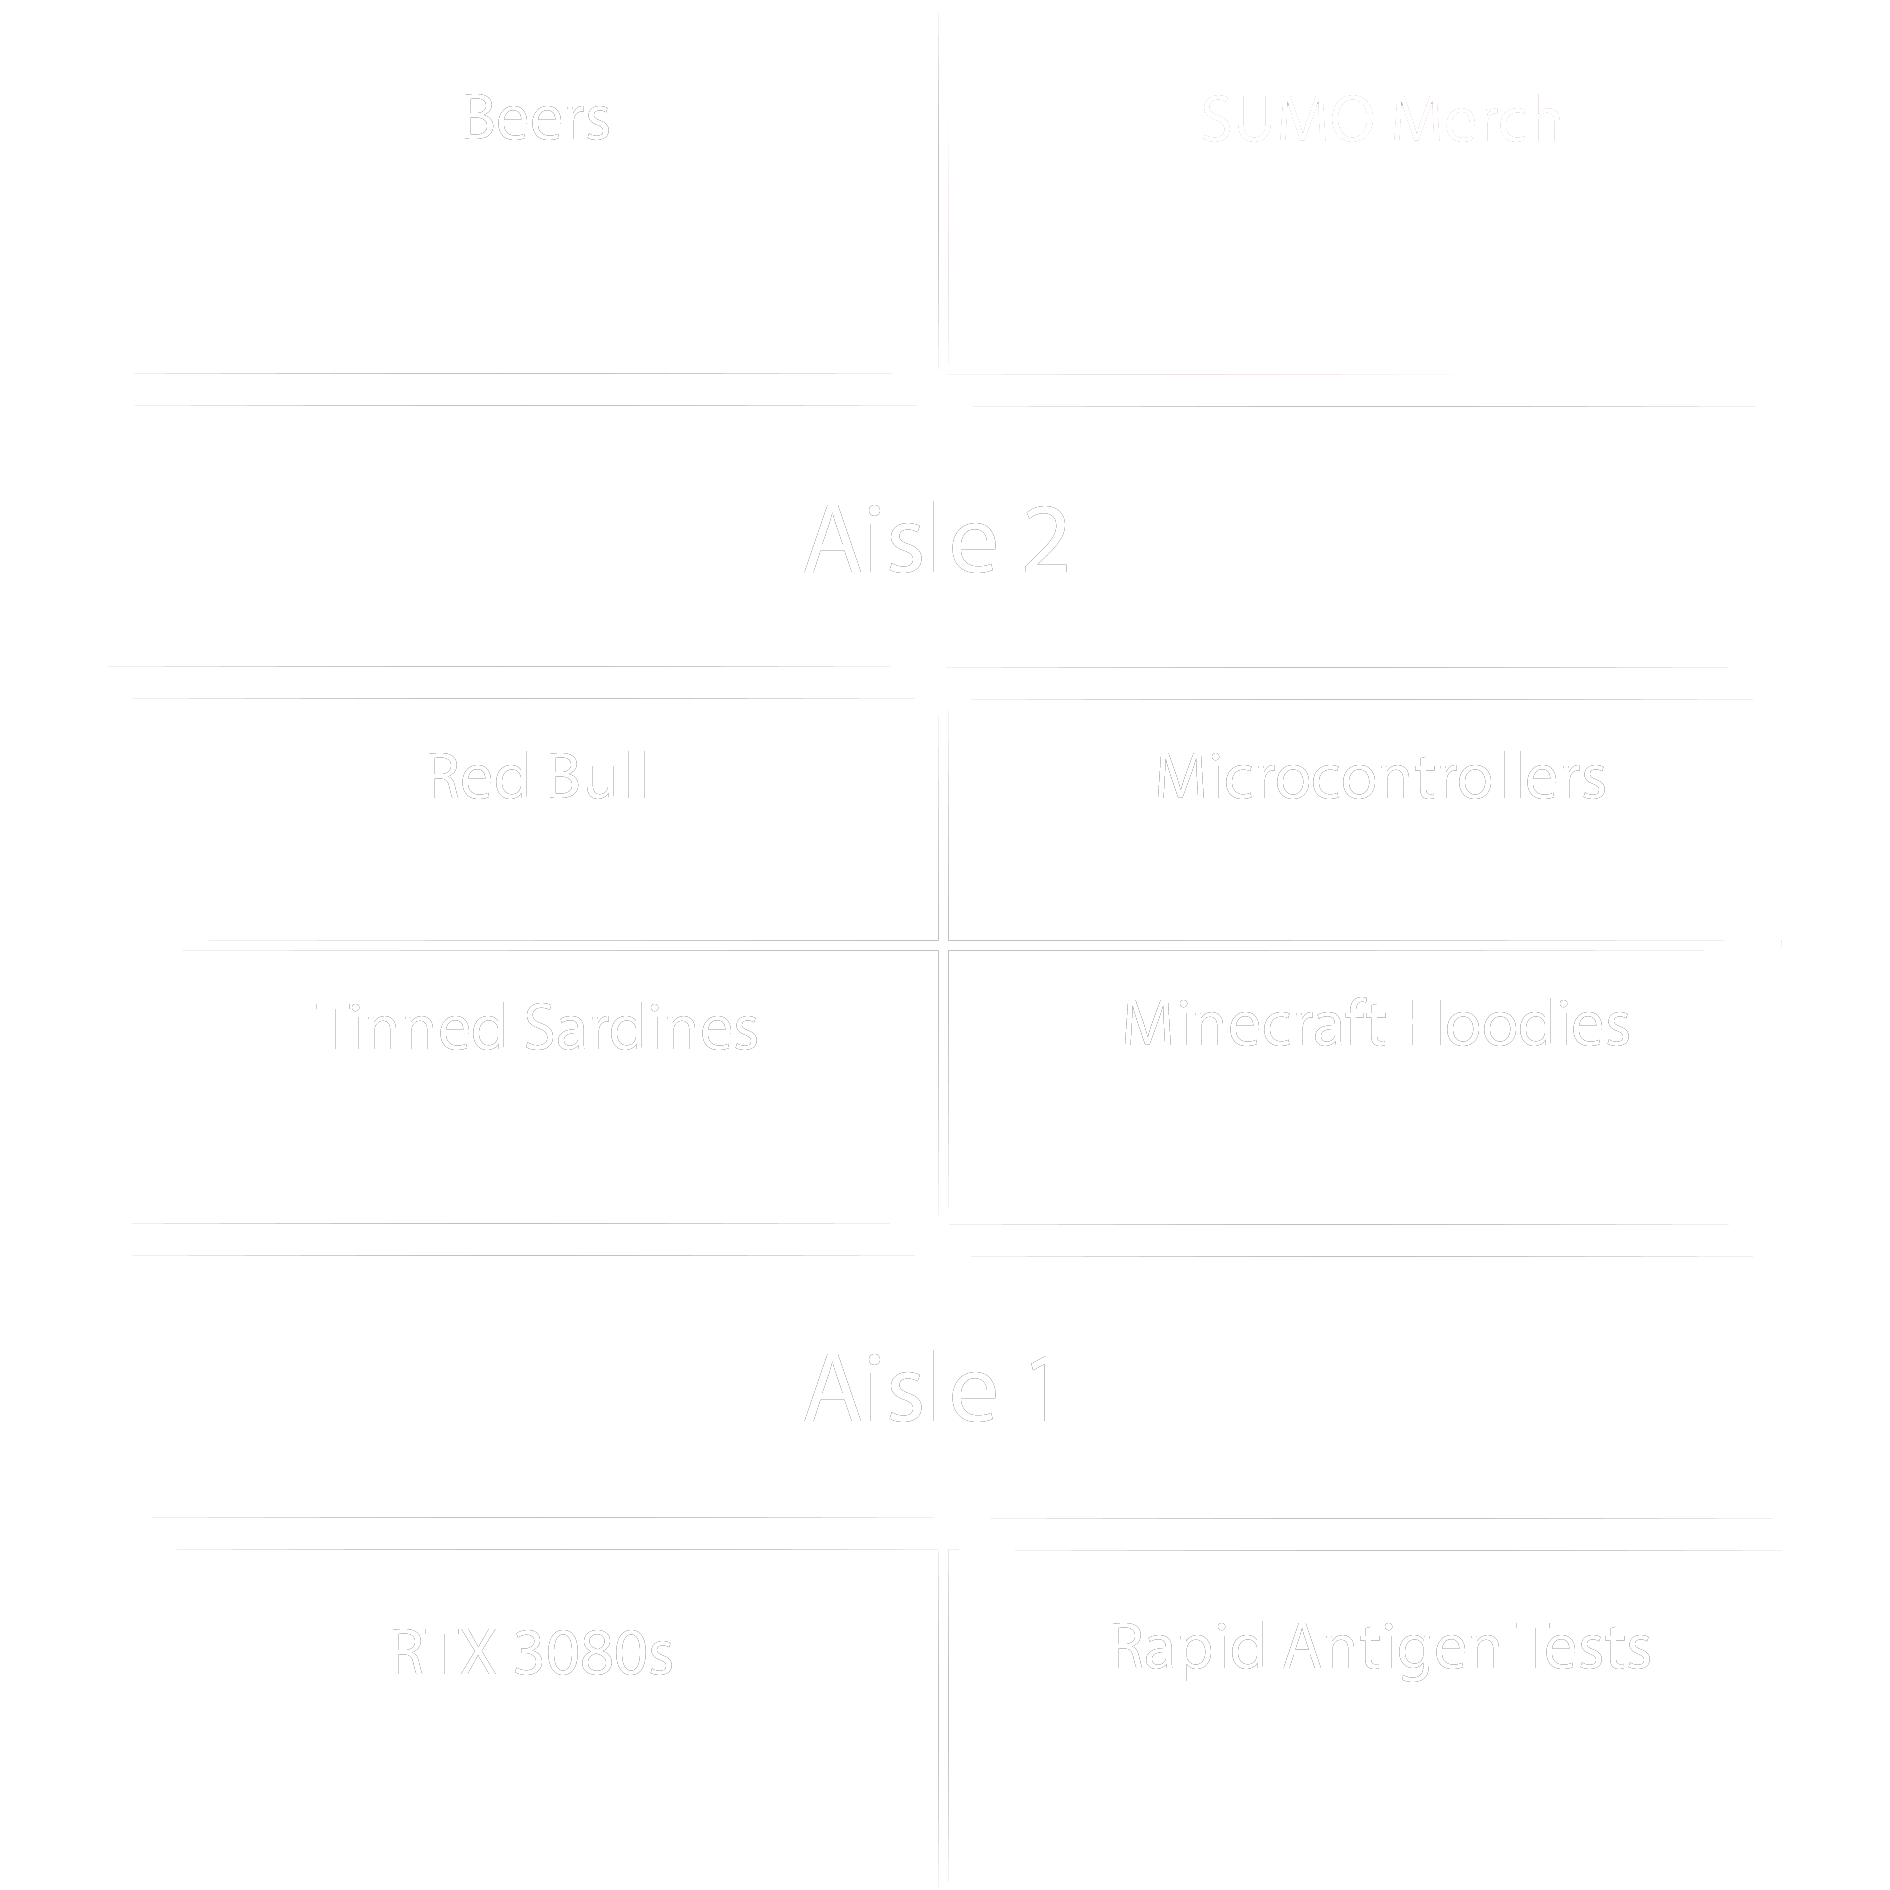 Beers
SUMO Merch
Aisle 2
Red Bull
Microcontrollers
Tinned Sardines
Minecraft Hoodies
Aisle 1
RTX 3080s
Rapid Antigen Tests